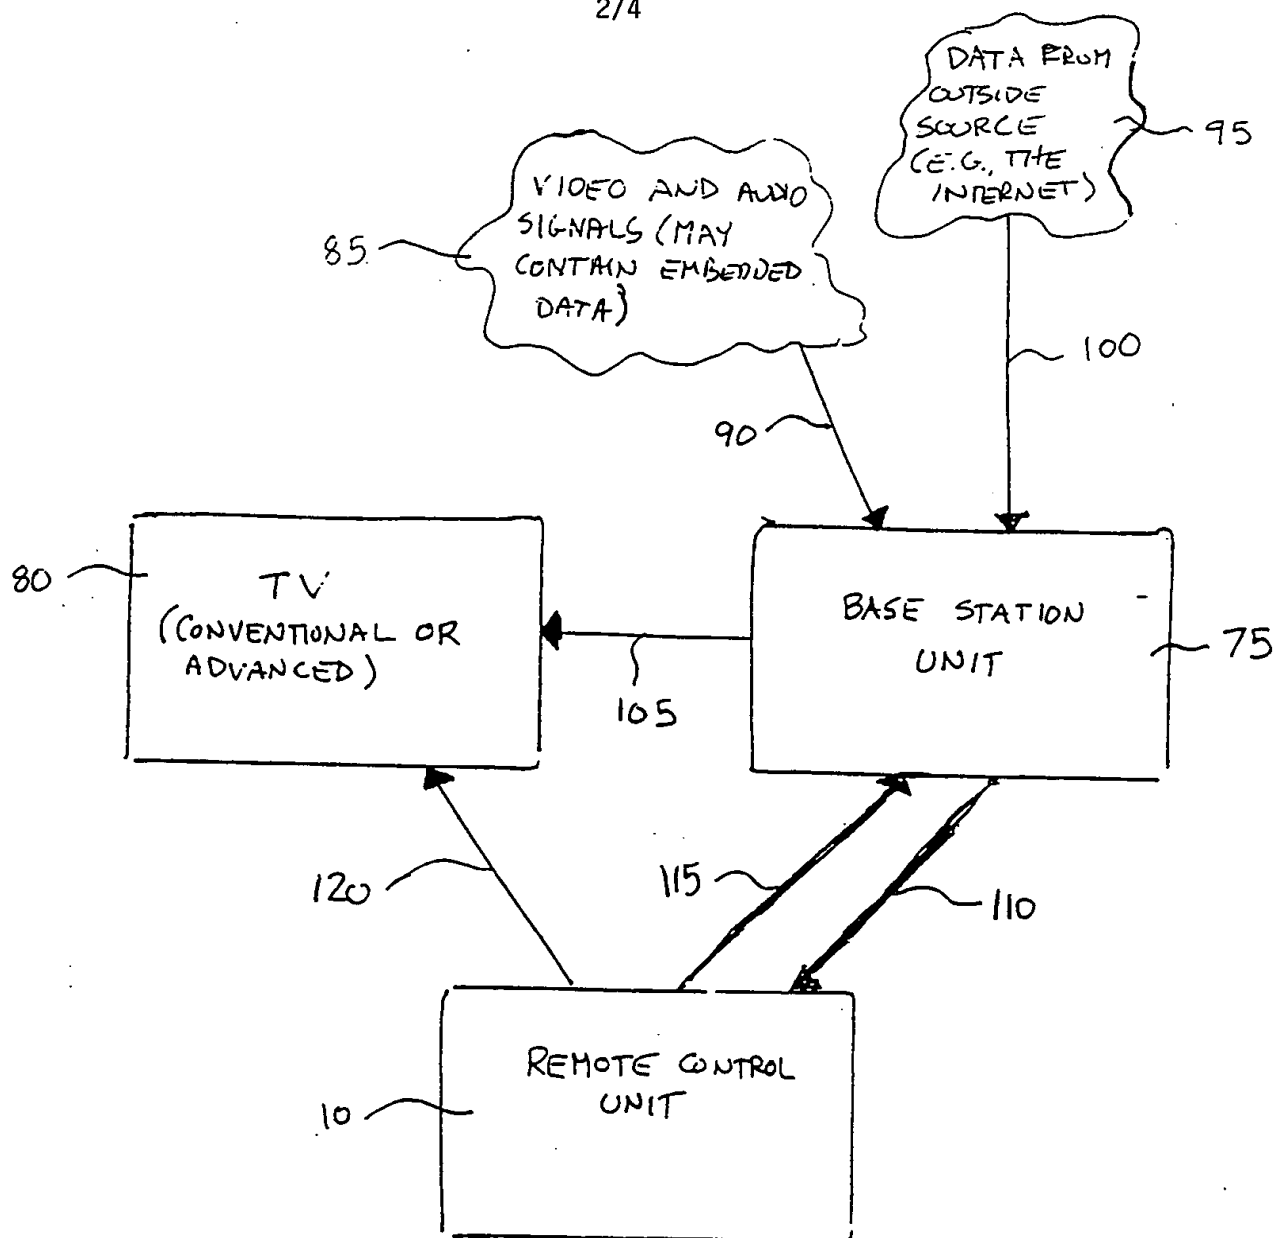 2/4
DATA FROM
OUTSIDE
SOURCE
(E.G., THE
INTERNET)
95
VIDEO AND AUDIO
SIGNALS (MAY
CONTAIN EMBEDDED
DATA)
85
100
90
80
TV
(CONVENTIONAL OR
ADVANCED)
BASE STATION
UNIT
75
105
120
115
110
REMOTE CONTROL
UNIT
10